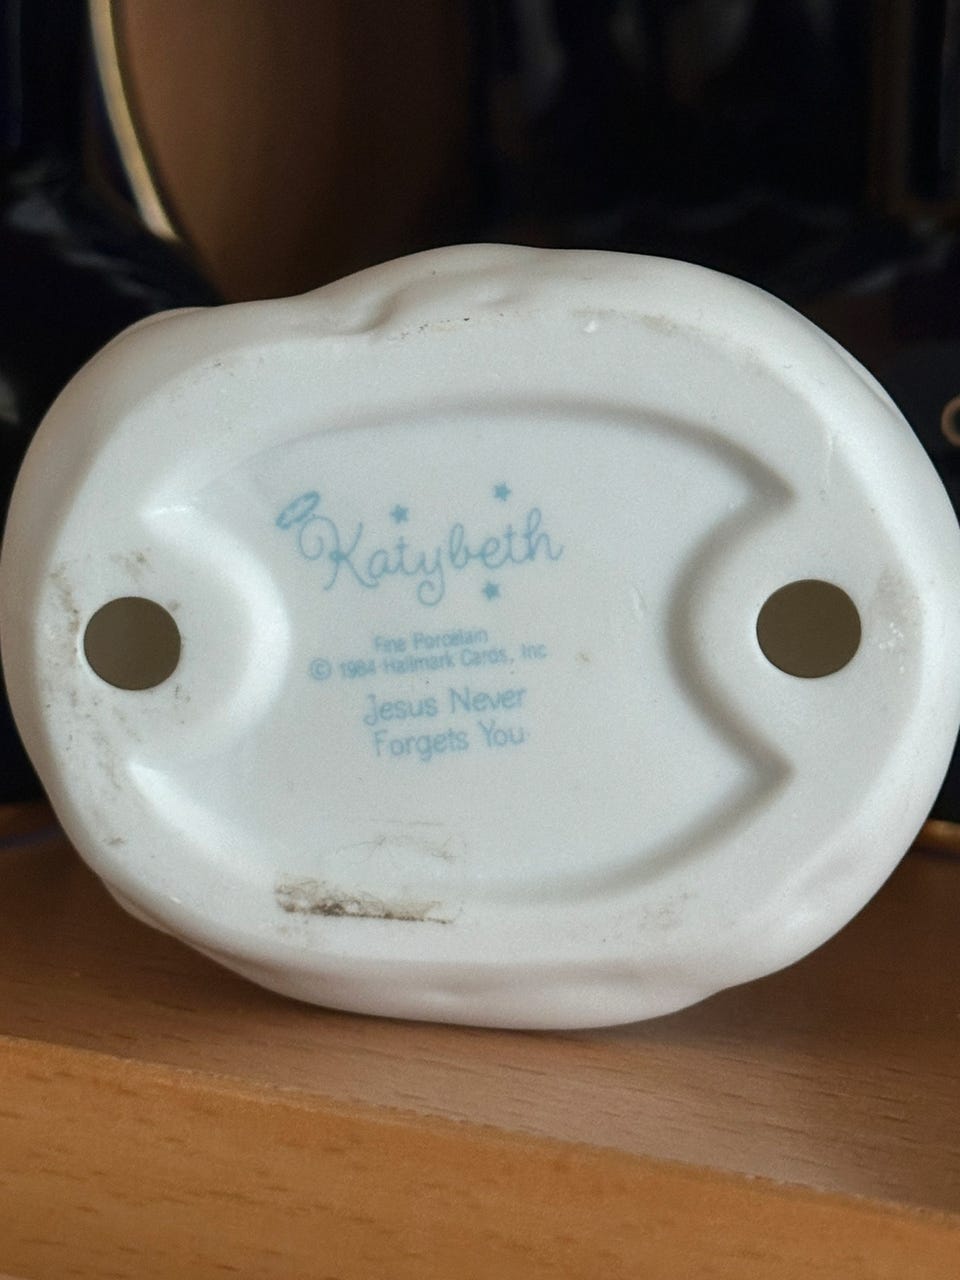 Katybeth
Fine Porcelain
© 1984 Hallmark Cards, Inc
Jesus Never
Forgets You